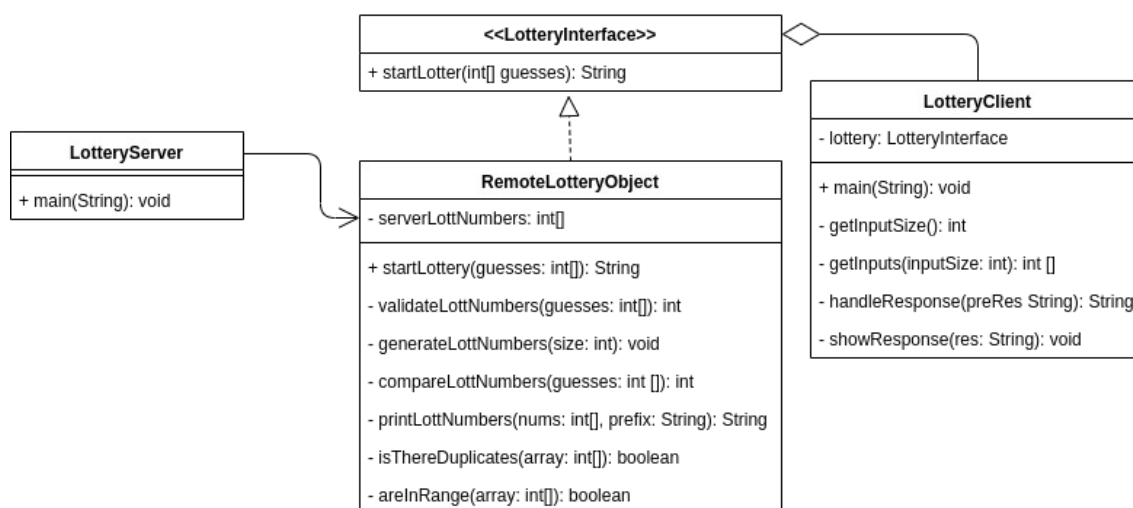 <<LotteryInterface>>
+ startLotter(int[] guesses): String
LotteryServer
+ main(String): void
RemoteLotteryObject
- serverLottNumbers: int[]
+ startLottery(guesses: int[]): String
- validateLottNumbers(guesses: int[]): int
- generateLottNumbers(size: int): void
- compareLottNumbers(guesses: int []): int
- printLottNumbers(nums: int[], prefix: String): String
- isThereDuplicates(array: int[]): boolean
- areInRange(array: int[]): boolean
LotteryClient
- lottery: LotteryInterface
+ main(String): void
- getInputSize(): int
- getInputs(inputSize: int): int []
- handleResponse(preRes String): String
- showResponse(res: String): void